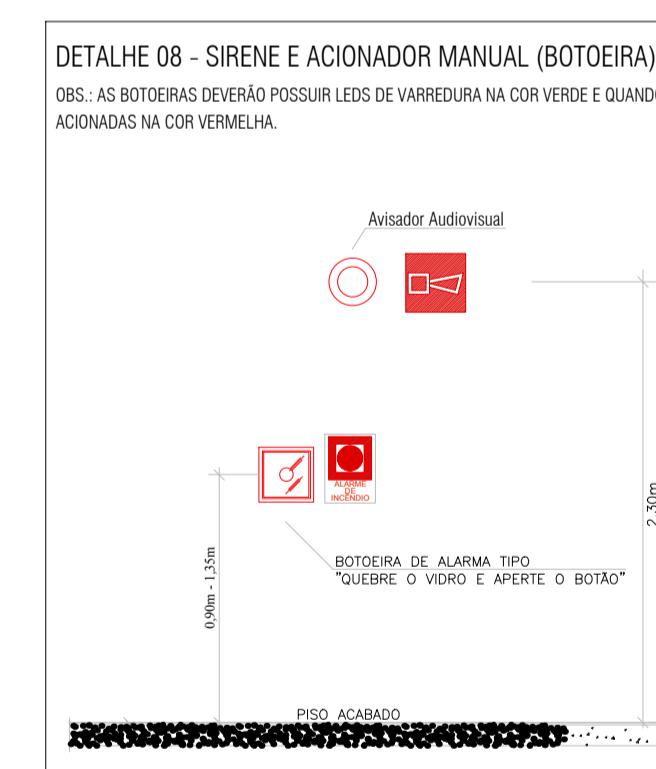 DETALHE 08 - SIRENE E ACIONADOR MANUAL (BOTOEIRA)
OBS.: AS BOTOEIRAS DEVERÃO POSSUIR LEDS DE VARREDURA NA COR VERDE E QUANDO
ACIONADAS NA COR VERMELHA.
Avisador Audiovisual
ALARME
DE
INCÊNDIO
2,30m
BOTOEIRA DE ALARMA TIPO
"QUEBRE O VIDRO E APERTE O BOTÃO"
0,90m - 1,35m
PISO ACABADO